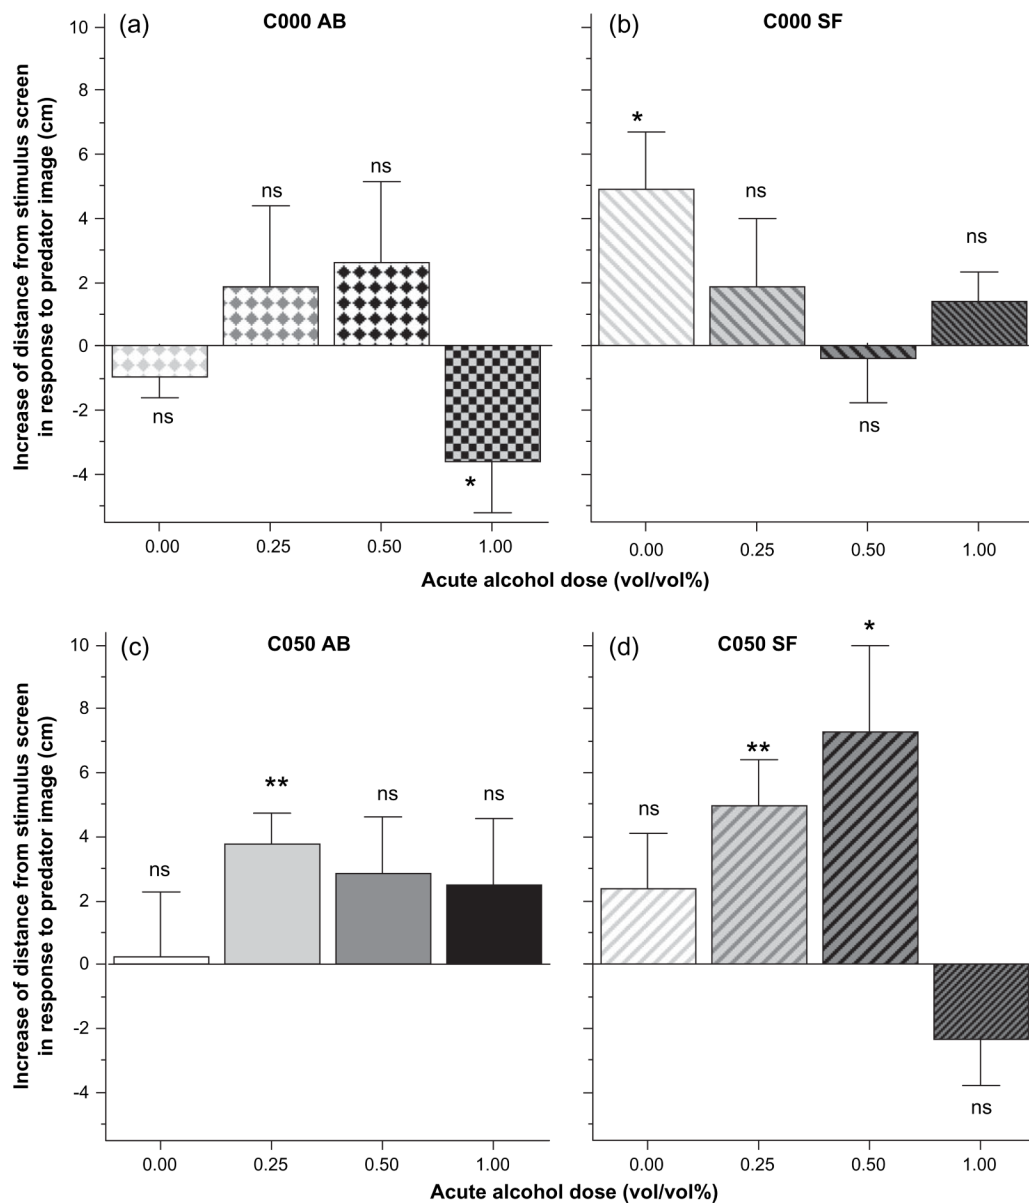 (a) C000 AB
(b) C000 SF
Increase of distance from stimulus screen
in response to predator image (cm)
10
8
6
4
2
0
-2
-4
ns
ns
ns
*
*
ns
ns
ns
0.00 0.25 0.50 1.00
0.00 0.25 0.50 1.00
Acute alcohol dose (vol/vol%)
(c) C050 AB
(d) C050 SF
Increase of distance from stimulus screen
in response to predator image (cm)
10
8
6
4
2
0
-2
-4
ns
**
ns
ns
ns
**
*
ns
0.00 0.25 0.50 1.00
0.00 0.25 0.50 1.00
Acute alcohol dose (vol/vol%)